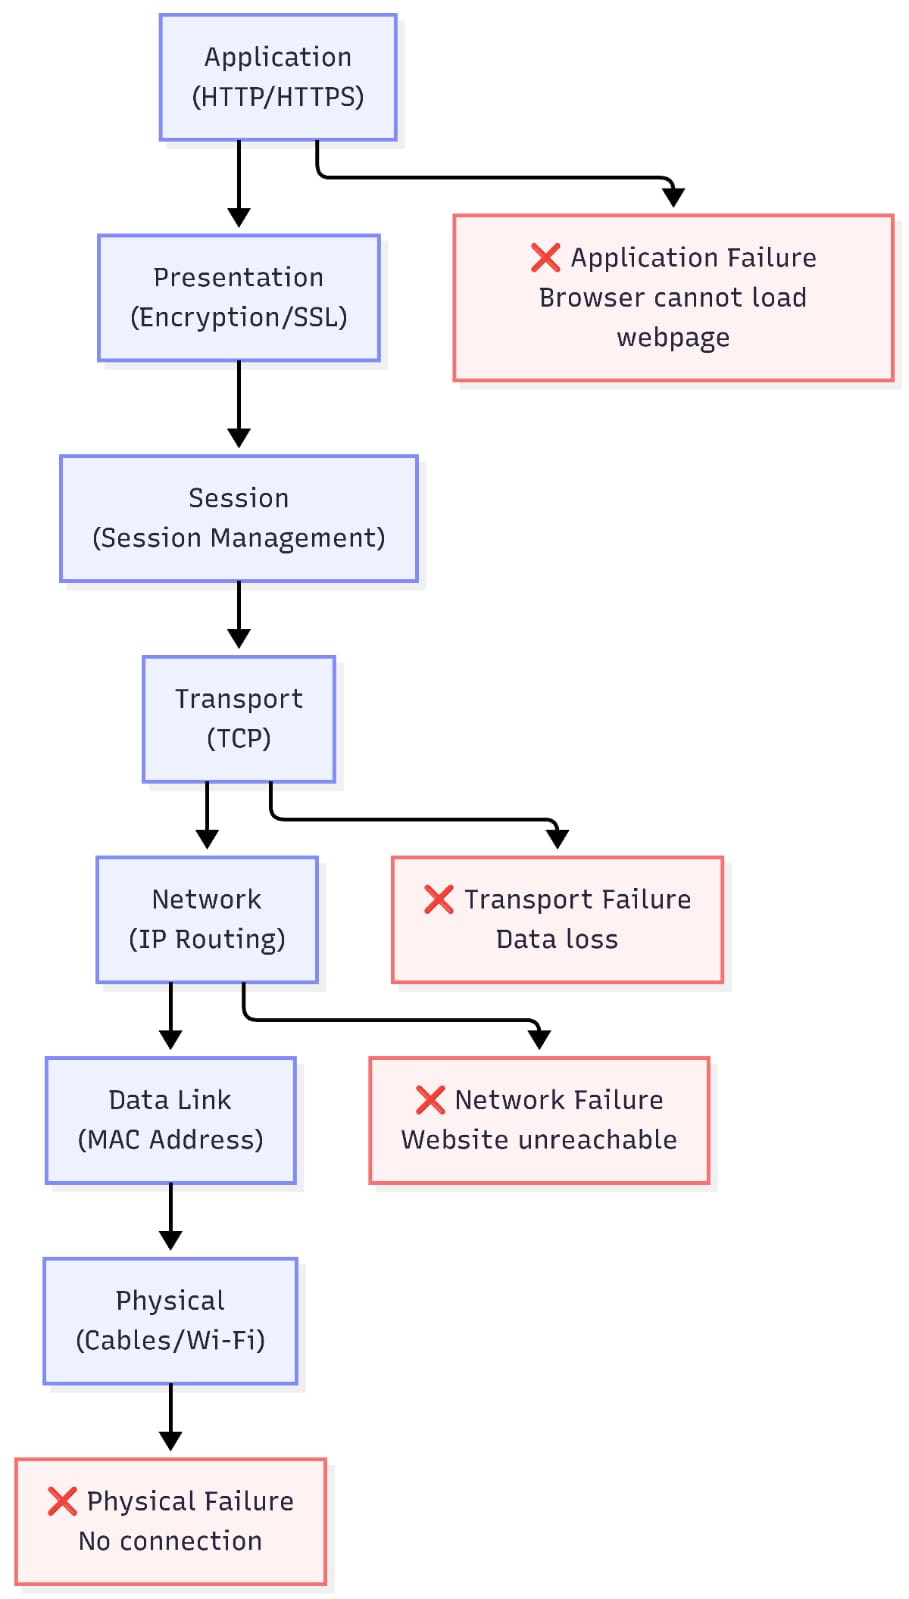 Application
(HTTP/HTTPS)
Presentation
(Encryption/SSL)
❌ Application Failure
Browser cannot load
webpage
Session
(Session Management)
Transport
(TCP)
Network
(IP Routing)
❌ Transport Failure
Data loss
Data Link
(MAC Address)
❌ Network Failure
Website unreachable
Physical
(Cables/Wi-Fi)
❌ Physical Failure
No connection